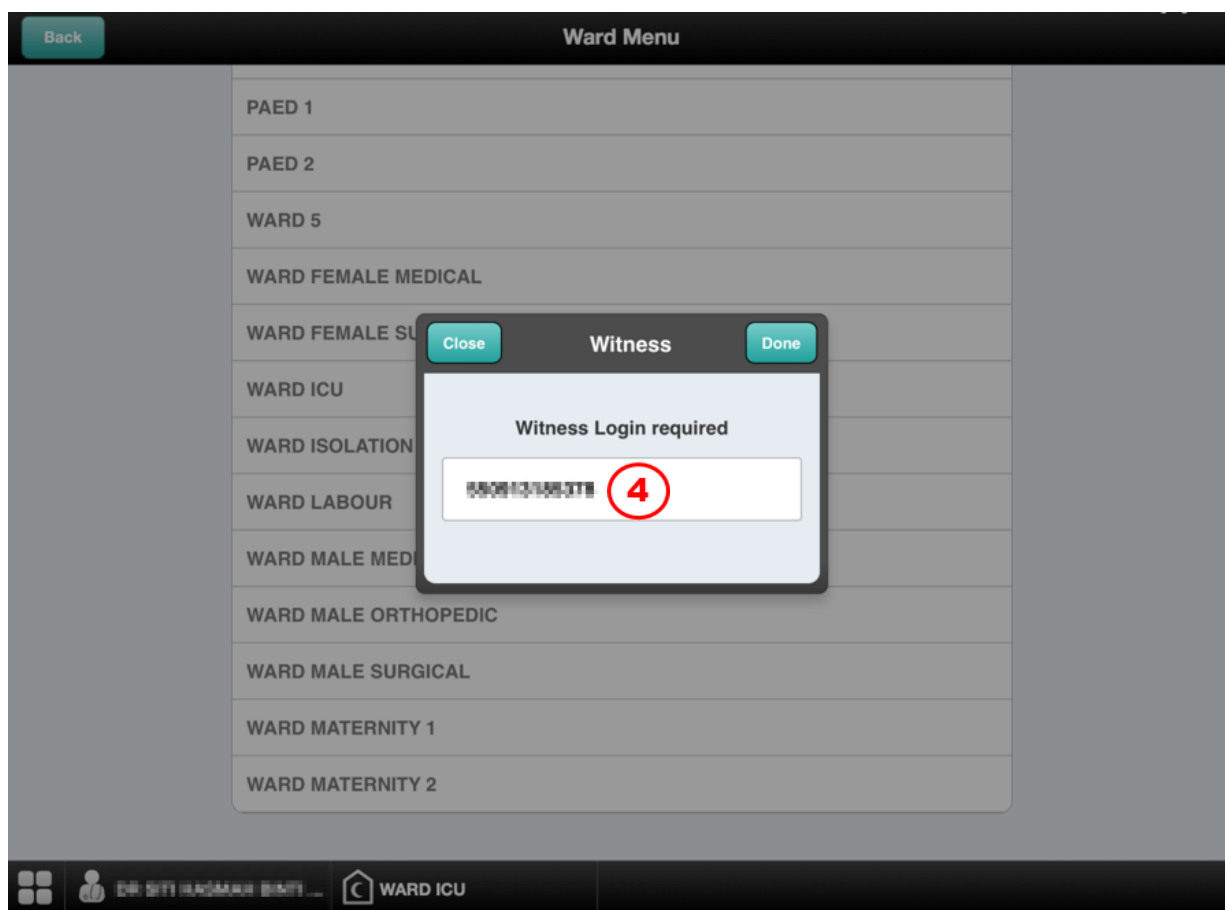 Back
Ward Menu
PAED 1
PAED 2
WARD 5
WARD FEMALE MEDICAL
WARD FEMALE SU
Close
Witness
Done
WARD ICU
Witness Login required
WARD ISOLATION
4
WARD LABOUR
WARD MALE MEDI
WARD MALE ORTHOPEDIC
WARD MALE SURGICAL
WARD MATERNITY 1
WARD MATERNITY 2
WARD ICU